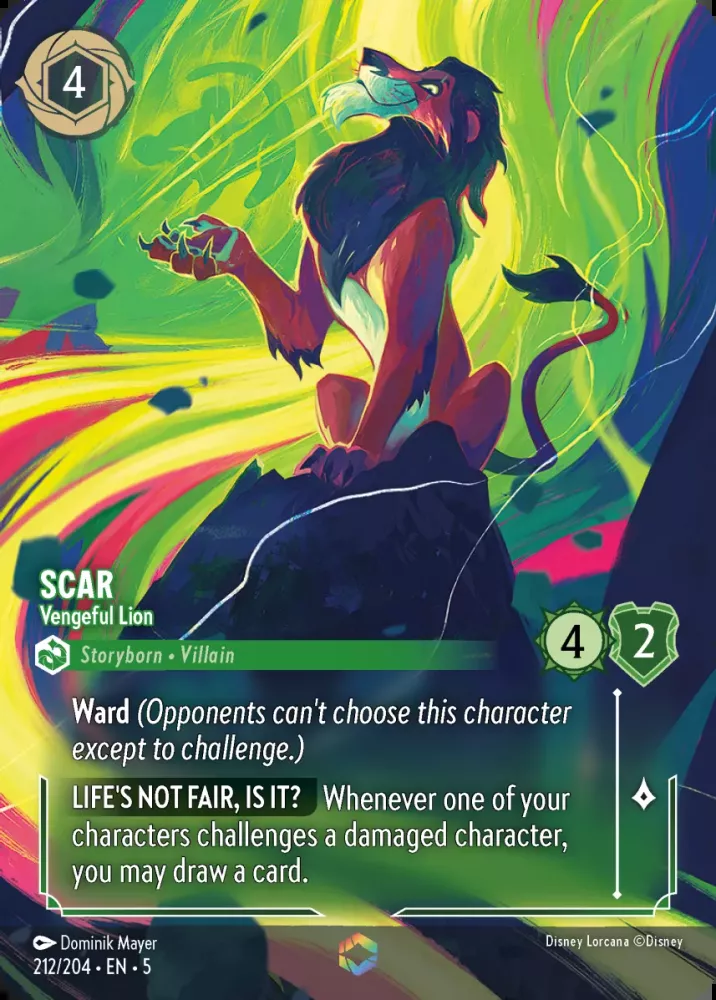 4
SCAR
Vengeful Lion
Storyborn • Villain
4
2
Ward (Opponents can't choose this character
except to challenge.)
LIFE'S NOT FAIR, IS IT? Whenever one of your
characters challenges a damaged character,
you may draw a card.
Dominik Mayer
Disney Lorcana ©Disney
212/204 • EN • 5